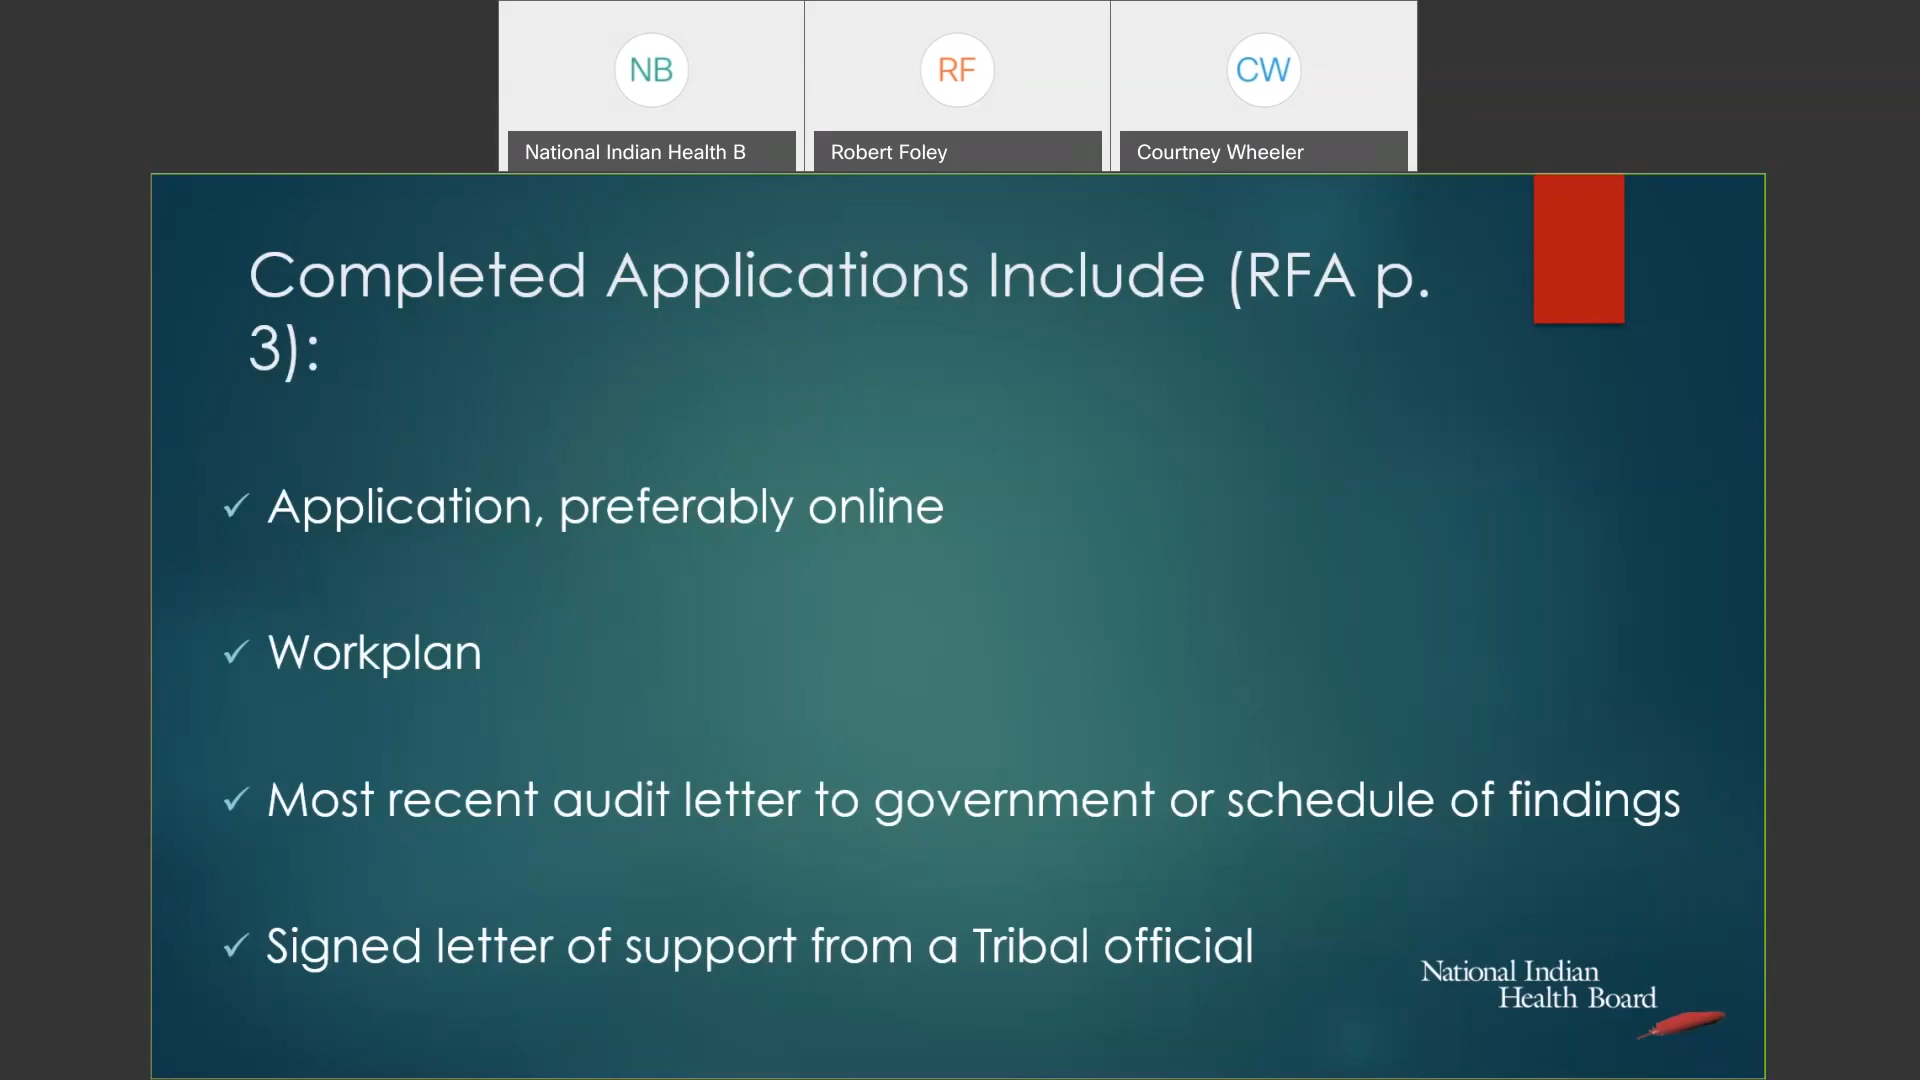 NB
RF
CW
National Indian Health B
Robert Foley
Courtney Wheeler
Completed Applications Include (RFA p.
3):
Application, preferably online
Workplan
Most recent audit letter to government or schedule of findings
Signed letter of support from a Tribal official
National Indian
Health Board